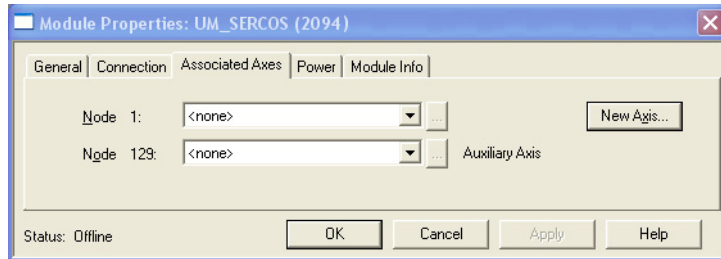 Module Properties: UM_SERCOS (2094)
General Connection Associated Axes Power Module Info
Node 1: <none> ... New Axis...
Node 129: <none> ... Auxiliary Axis
Status: Offline OK Cancel Apply Help